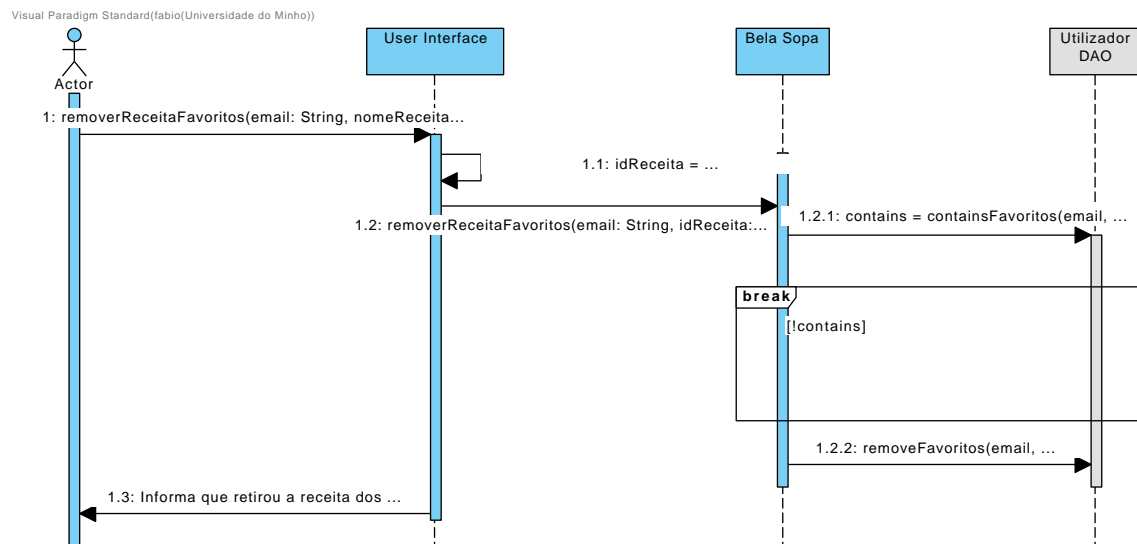 Visual Paradigm Standard(fabio(Universidade do Minho))
User Interface
Bela Sopa
Utilizador
DAO
Actor
1: removerReceitaFavoritos(email: String, nomeReceita...
1.1: idReceita = ...
1.2: removerReceitaFavoritos(email: String, idReceita:...
1.2.1: contains = containsFavoritos(email, ...
break
[!contains]
1.2.2: removeFavoritos(email, ...
1.3: Informa que retirou a receita dos ...